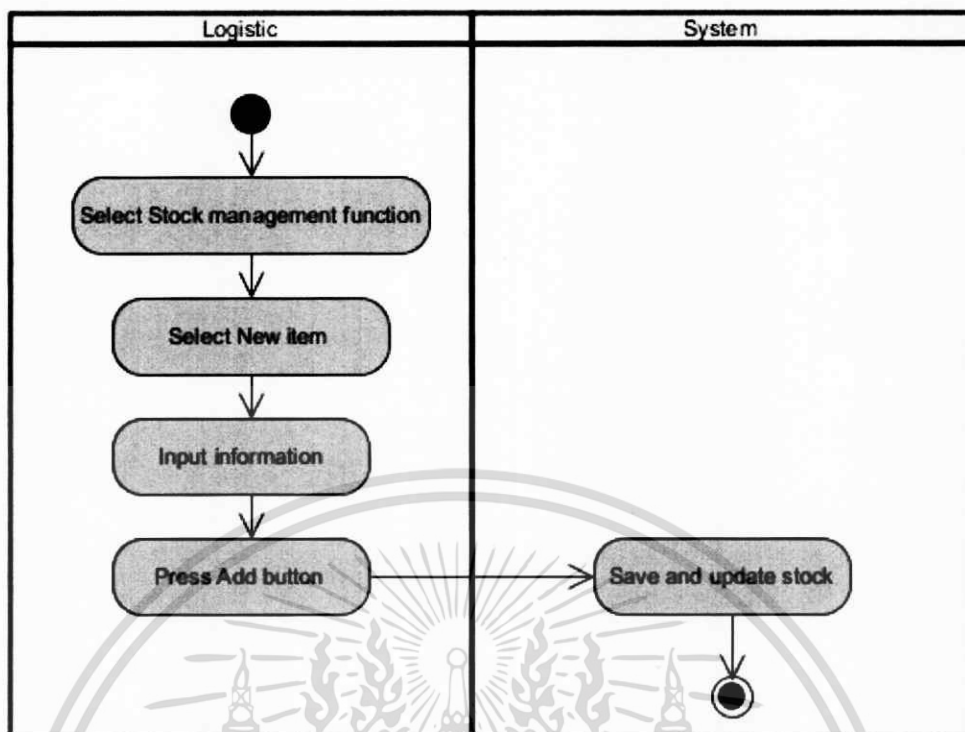 Logistic
System
Select Stock management function
Select New item
Input information
Press Add button
Save and update stock